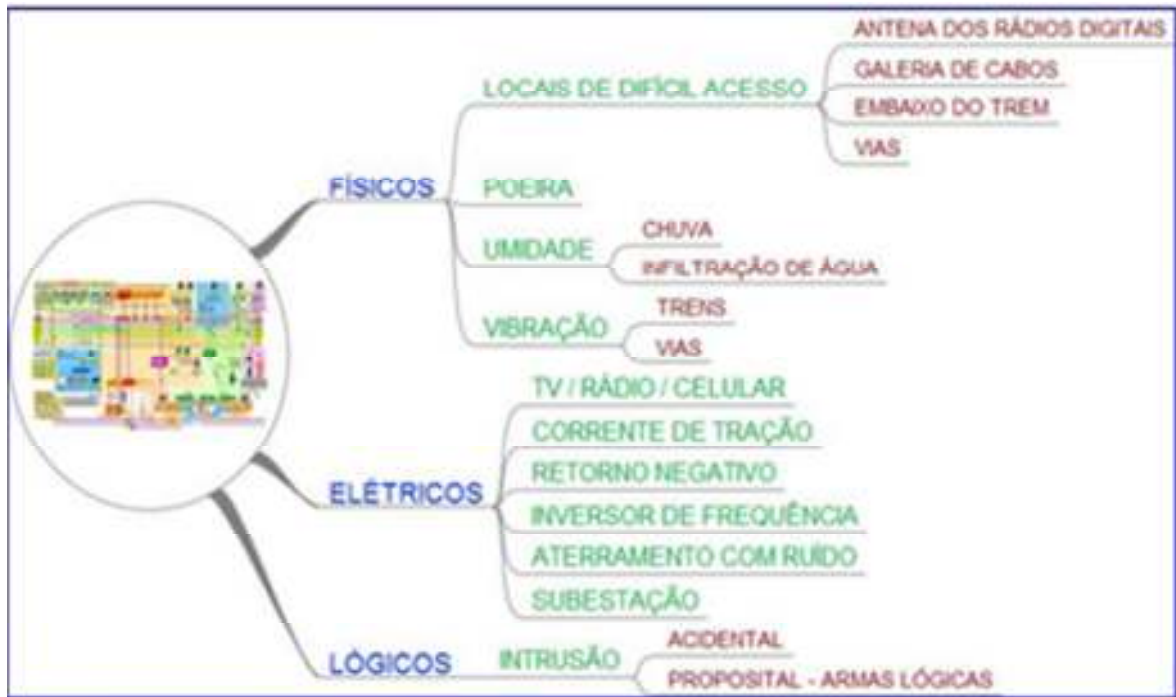 FÍSICOS
LOCAIS DE DIFÍCIL ACESSO
ANTENA DOS RÁDIOS DIGITAIS
GALERIA DE CABOS
EMBAIXO DO TREM
VIAS
POEIRA
UMIDADE
CHUVA
INFILTRAÇÃO DE ÁGUA
VIBRAÇÃO
TRENS
VIAS
ELÉTRICOS
TV / RÁDIO / CELULAR
CORRENTE DE TRAÇÃO
RETORNO NEGATIVO
INVERSOR DE FREQUÊNCIA
ATERRAMENTO COM RUÍDO
SUBESTAÇÃO
LÓGICOS
INTRUSÃO
ACIDENTAL
PROPOSITAL - ARMAS LÓGICAS